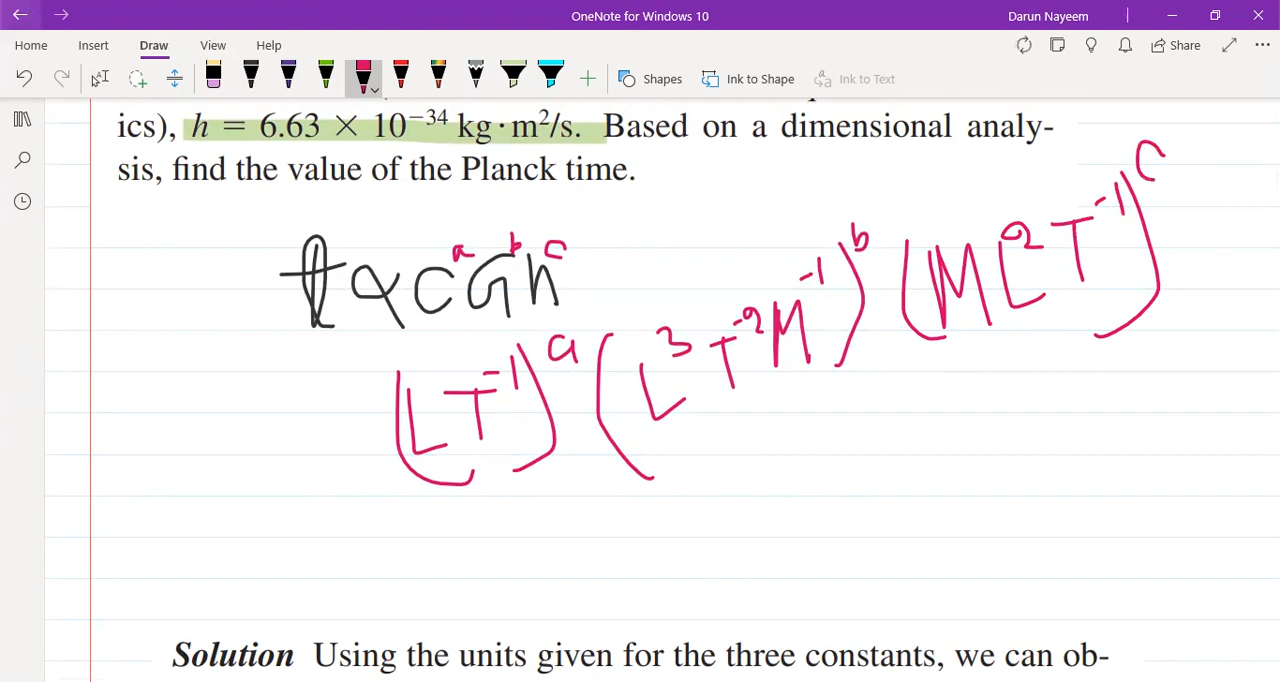 OneNote for Windows 10
Darun Nayeem
Home Insert Draw View Help
Share
Shapes Ink to Shape Ink to Text
ics), h = 6.63 × 10⁻³⁴ kg·m²/s. Based on a dimensional analy-
sis, find the value of the Planck time.
t ∝ c^a G^b h^c
(LT⁻¹)^a (L³T⁻²M⁻¹)^b (ML²T⁻¹)^c
Solution Using the units given for the three constants, we can ob-